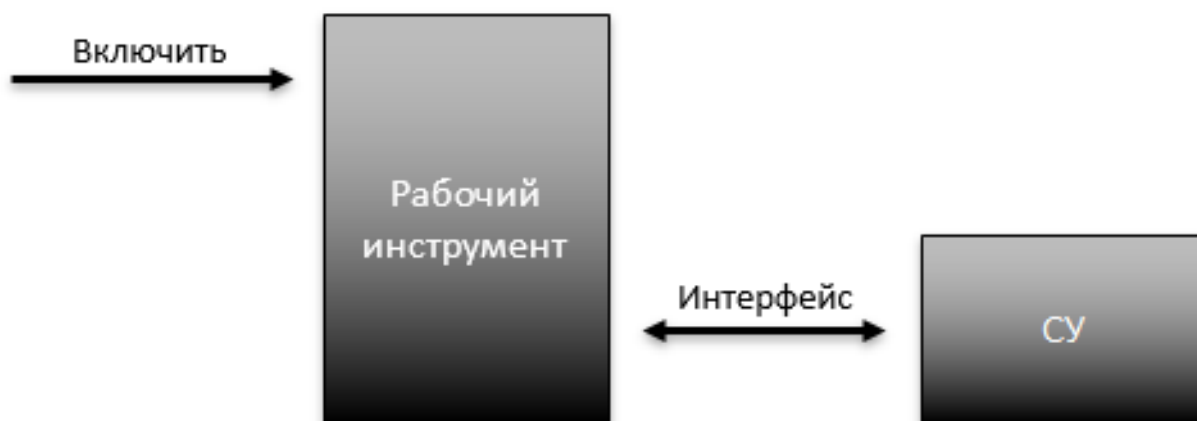 Включить
Рабочий
инструмент
Интерфейс
СУ